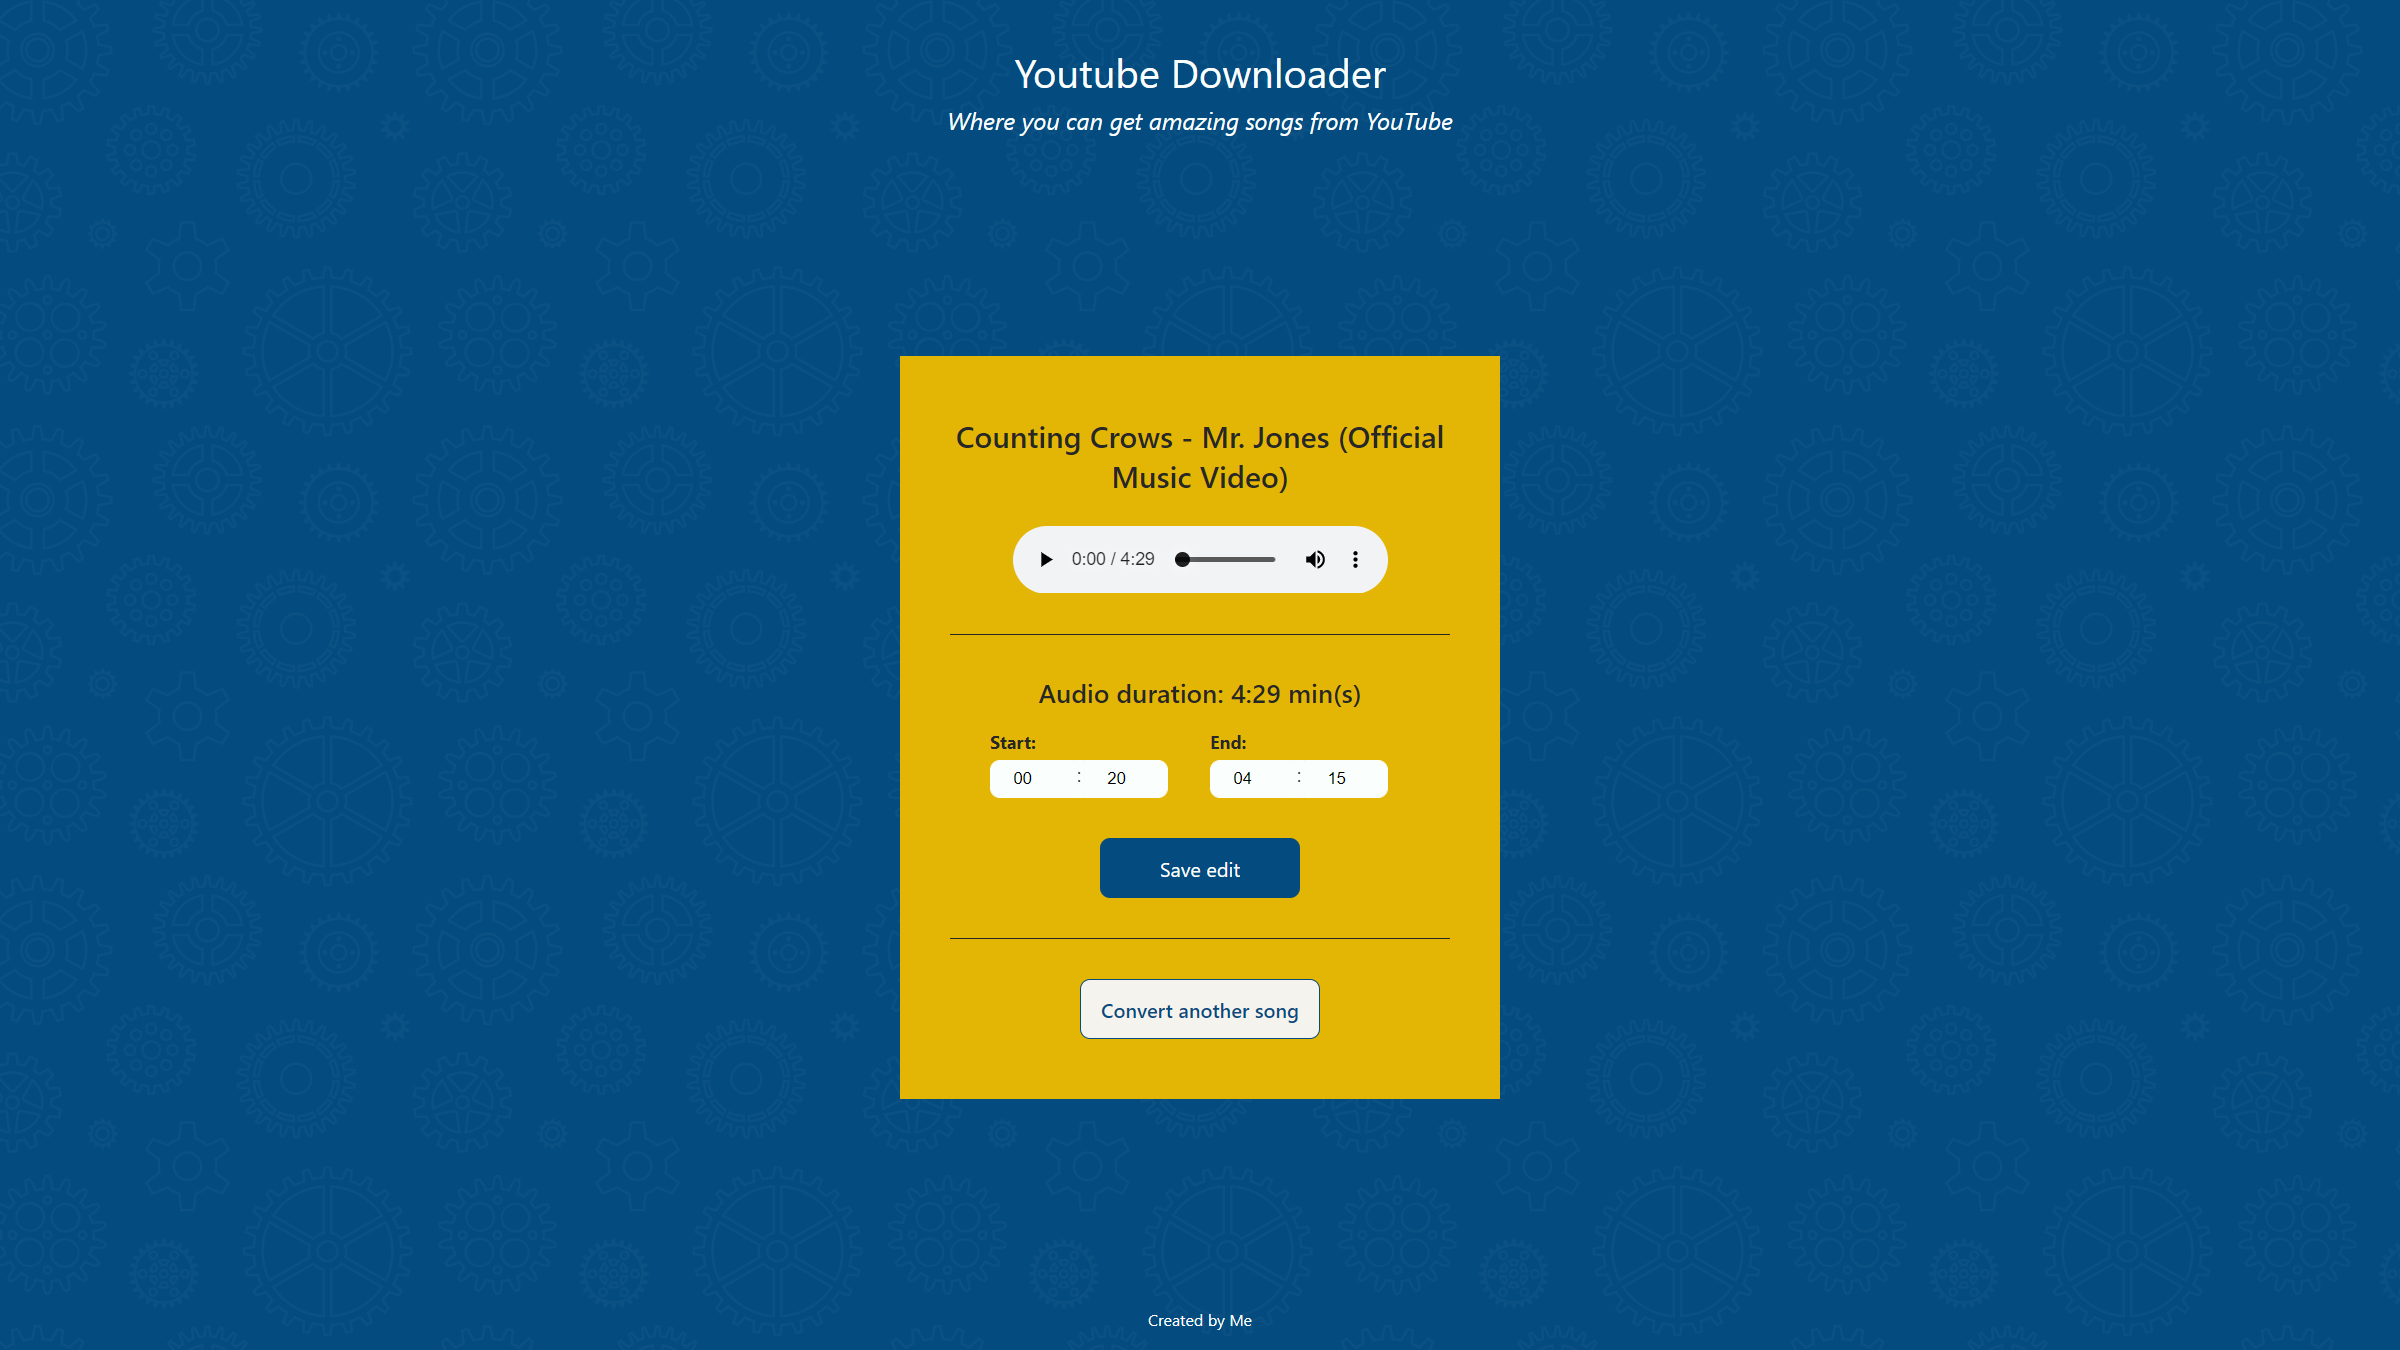 Youtube Downloader
Where you can get amazing songs from YouTube
Counting Crows - Mr. Jones (Official
Music Video)
0:00 / 4:29
Audio duration: 4:29 min(s)
Start: End:
00 : 20 04 : 15
Save edit
Convert another song
Created by Me